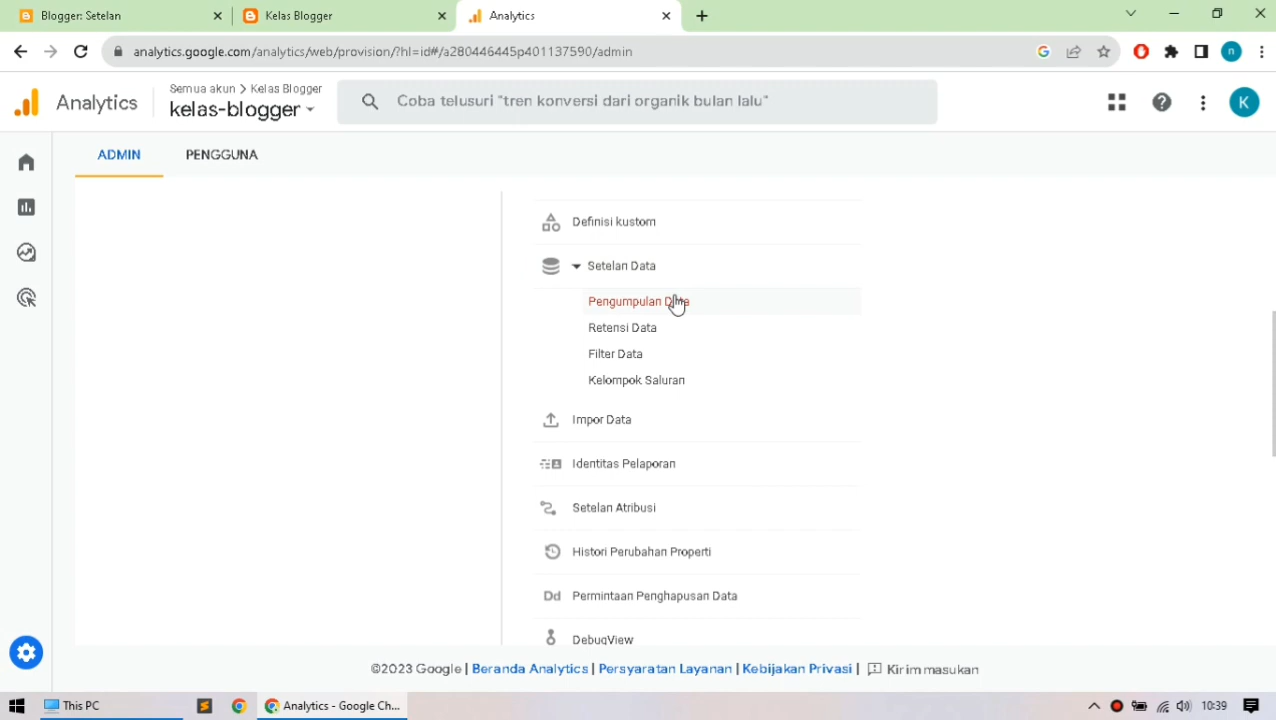 Blogger: Setelan
Kelas Blogger
Analytics
analytics.google.com/analytics/web/provision/?hl=id#/a280446445p401137590/admin
n
Analytics
Semua akun > Kelas Blogger
kelas-blogger
Coba telusuri "tren konversi dari organik bulan lalu"
K
ADMIN
PENGGUNA
Definisi kustom
Setelan Data
Pengumpulan Data
Retensi Data
Filter Data
Kelompok Saluran
Impor Data
Identitas Pelaporan
Setelan Atribusi
Histori Perubahan Properti
Dd Permintaan Penghapusan Data
DebugView
©2023 Google | Beranda Analytics | Persyaratan Layanan | Kebijakan Privasi | Kirim masukan
This PC
Analytics - Google Ch...
10:39